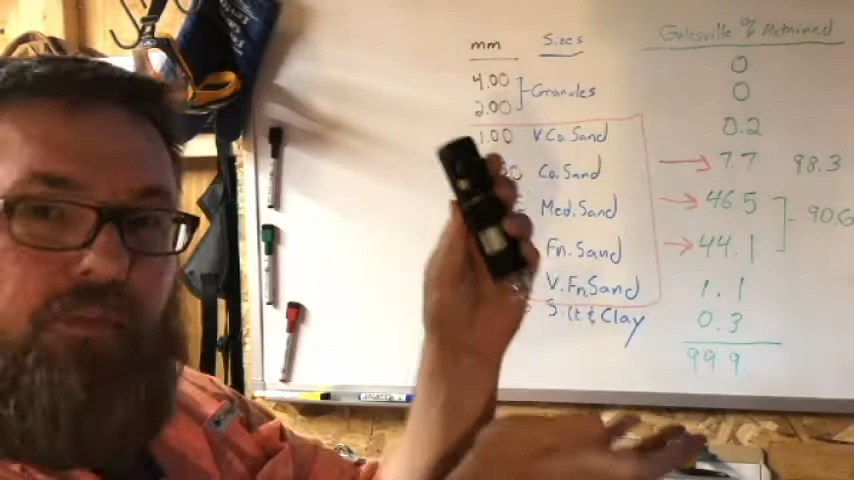 mm Sizes Galesville % Retained
4.00 Granules 0
2.00 0
1.00 V.Co.Sand 0.2
Co.Sand 7.7 98.3
Med.Sand 46.5
90.6
Fn.Sand 44.1
V.Fn.Sand 1.1
Silt & Clay 0.3
99.9